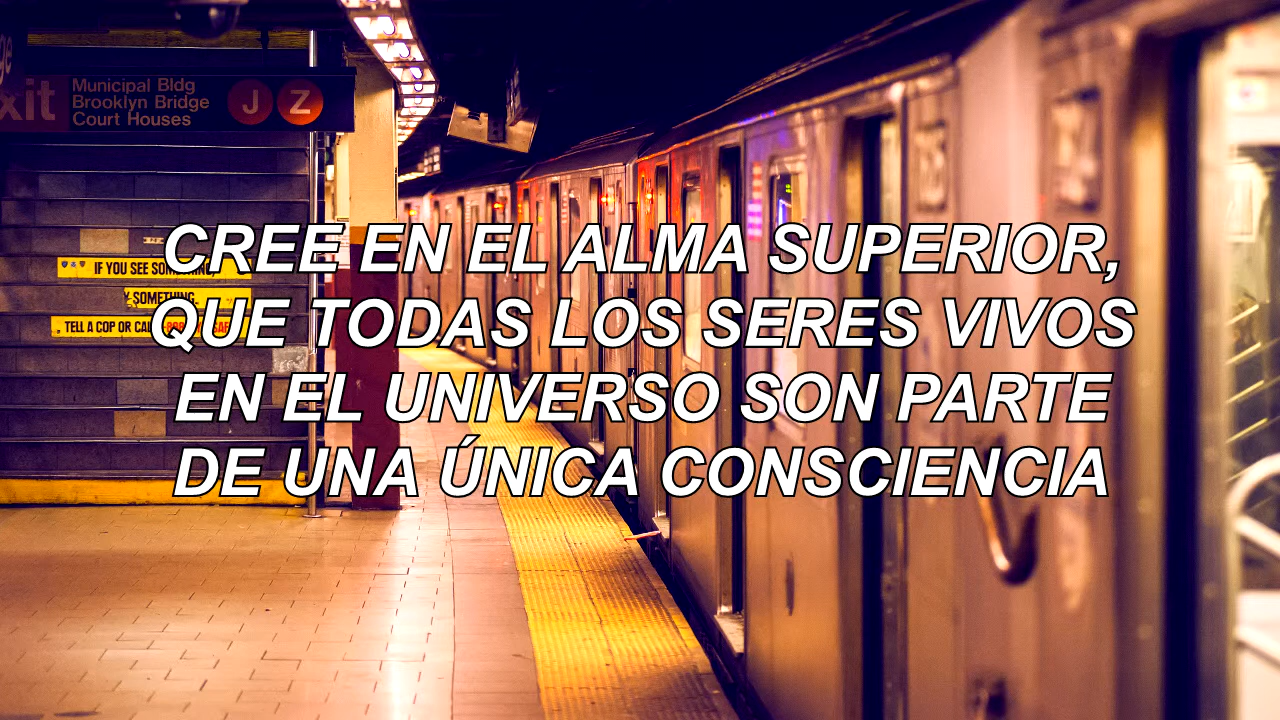 Municipal Bldg
Brooklyn Bridge
Court Houses
J Z
CREE EN EL ALMA SUPERIOR,
QUE TODAS LOS SERES VIVOS
EN EL UNIVERSO SON PARTE
DE UNA ÚNICA CONSCIENCIA
IF YOU SEE SOMETHING,
SOMETHING.
TELL A COP OR CALL